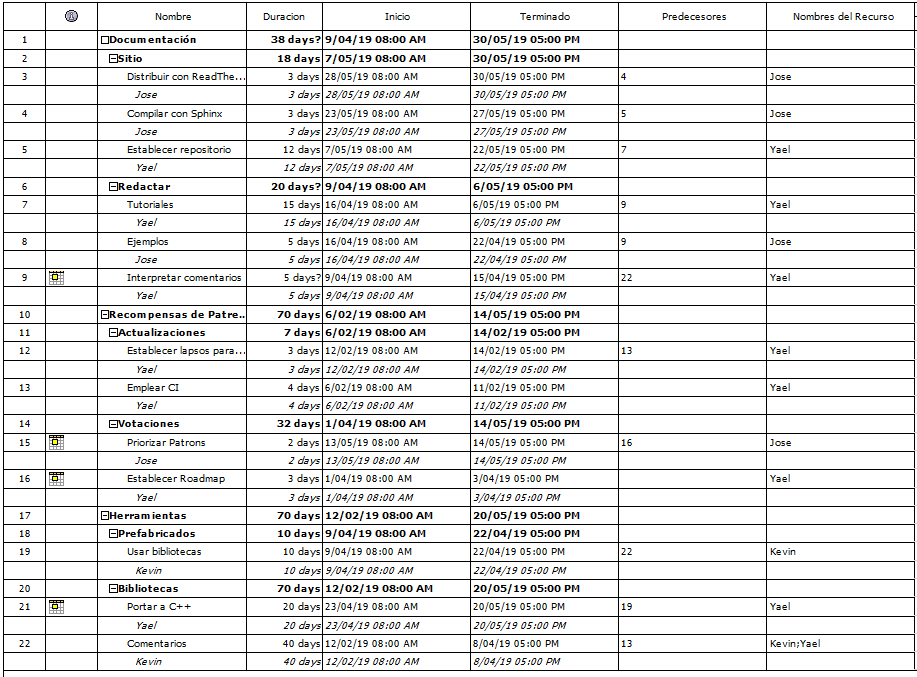 Nombre Duracion Inicio Terminado Predecesores Nombres del Recurso
1 Documentación 38 days? 9/04/19 08:00 AM 30/05/19 05:00 PM
2 Sitio 18 days 7/05/19 08:00 AM 30/05/19 05:00 PM
3 Distribuir con ReadThe... 3 days 28/05/19 08:00 AM 30/05/19 05:00 PM 4 Jose
Jose 3 days 28/05/19 08:00 AM 30/05/19 05:00 PM
4 Compilar con Sphinx 3 days 23/05/19 08:00 AM 27/05/19 05:00 PM 5 Jose
Jose 3 days 23/05/19 08:00 AM 27/05/19 05:00 PM
5 Establecer repositorio 12 days 7/05/19 08:00 AM 22/05/19 05:00 PM 7 Yael
Yael 12 days 7/05/19 08:00 AM 22/05/19 05:00 PM
6 Redactar 20 days? 9/04/19 08:00 AM 6/05/19 05:00 PM
7 Tutoriales 15 days 16/04/19 08:00 AM 6/05/19 05:00 PM 9 Yael
Yael 15 days 16/04/19 08:00 AM 6/05/19 05:00 PM
8 Ejemplos 5 days 16/04/19 08:00 AM 22/04/19 05:00 PM 9 Jose
Jose 5 days 16/04/19 08:00 AM 22/04/19 05:00 PM
9 Interpretar comentarios 5 days? 9/04/19 08:00 AM 15/04/19 05:00 PM 22 Yael
Yael 5 days 9/04/19 08:00 AM 15/04/19 05:00 PM
10 Recompensas de Patre... 70 days 6/02/19 08:00 AM 14/05/19 05:00 PM
11 Actualizaciones 7 days 6/02/19 08:00 AM 14/02/19 05:00 PM
12 Establecer lapsos para... 3 days 12/02/19 08:00 AM 14/02/19 05:00 PM 13 Yael
Yael 3 days 12/02/19 08:00 AM 14/02/19 05:00 PM
13 Emplear CI 4 days 6/02/19 08:00 AM 11/02/19 05:00 PM Yael
Yael 4 days 6/02/19 08:00 AM 11/02/19 05:00 PM
14 Votaciones 32 days 1/04/19 08:00 AM 14/05/19 05:00 PM
15 Priorizar Patrons 2 days 13/05/19 08:00 AM 14/05/19 05:00 PM 16 Jose
Jose 2 days 13/05/19 08:00 AM 14/05/19 05:00 PM
16 Establecer Roadmap 3 days 1/04/19 08:00 AM 3/04/19 05:00 PM Yael
Yael 3 days 1/04/19 08:00 AM 3/04/19 05:00 PM
17 Herramientas 70 days 12/02/19 08:00 AM 20/05/19 05:00 PM
18 Prefabricados 10 days 9/04/19 08:00 AM 22/04/19 05:00 PM
19 Usar bibliotecas 10 days 9/04/19 08:00 AM 22/04/19 05:00 PM 22 Kevin
Kevin 10 days 9/04/19 08:00 AM 22/04/19 05:00 PM
20 Bibliotecas 70 days 12/02/19 08:00 AM 20/05/19 05:00 PM
21 Portar a C++ 20 days 23/04/19 08:00 AM 20/05/19 05:00 PM 19 Yael
Yael 20 days 23/04/19 08:00 AM 20/05/19 05:00 PM
22 Comentarios 40 days 12/02/19 08:00 AM 8/04/19 05:00 PM 13 Kevin;Yael
Kevin 40 days 12/02/19 08:00 AM 8/04/19 05:00 PM